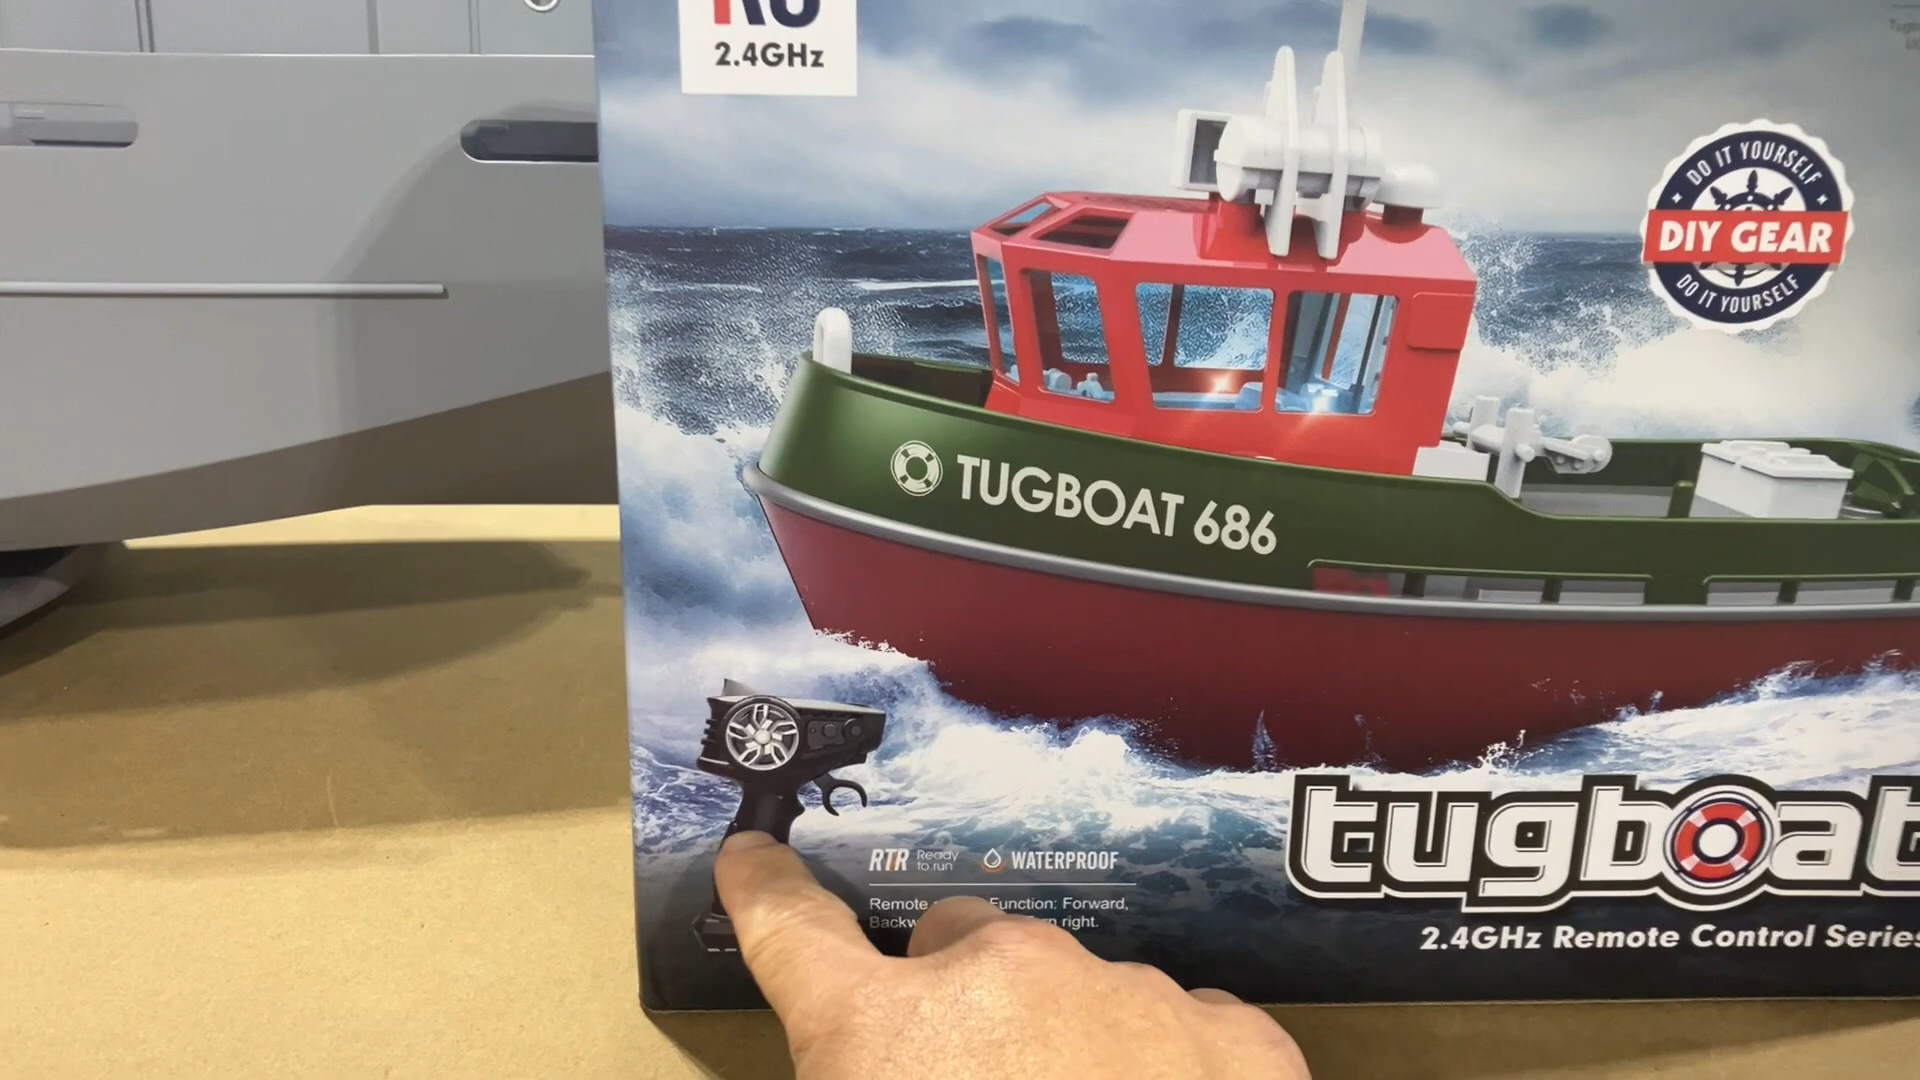 2.4GHz
DO IT YOURSELF
DIY GEAR
DO IT YOURSELF
TUGBOAT 686
RTR Ready to run WATERPROOF
Remote Function: Forward,
right.
tugboat
2.4GHz Remote Control Series